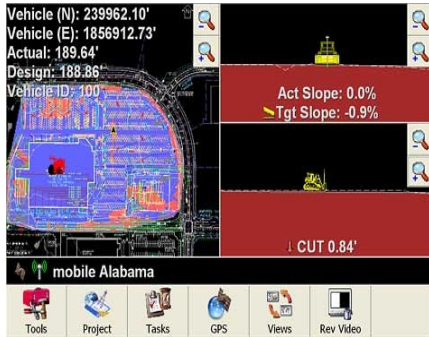 Vehicle (N): 239962.10'
Vehicle (E): 1856912.73'
Actual: 189.64'
Design: 188.86'
Vehicle ID: 100
Act Slope: 0.0%
Tgt Slope: -0.9%
CUT 0.84'
mobile Alabama
Tools
Project
Tasks
GPS
Views
Rev Video